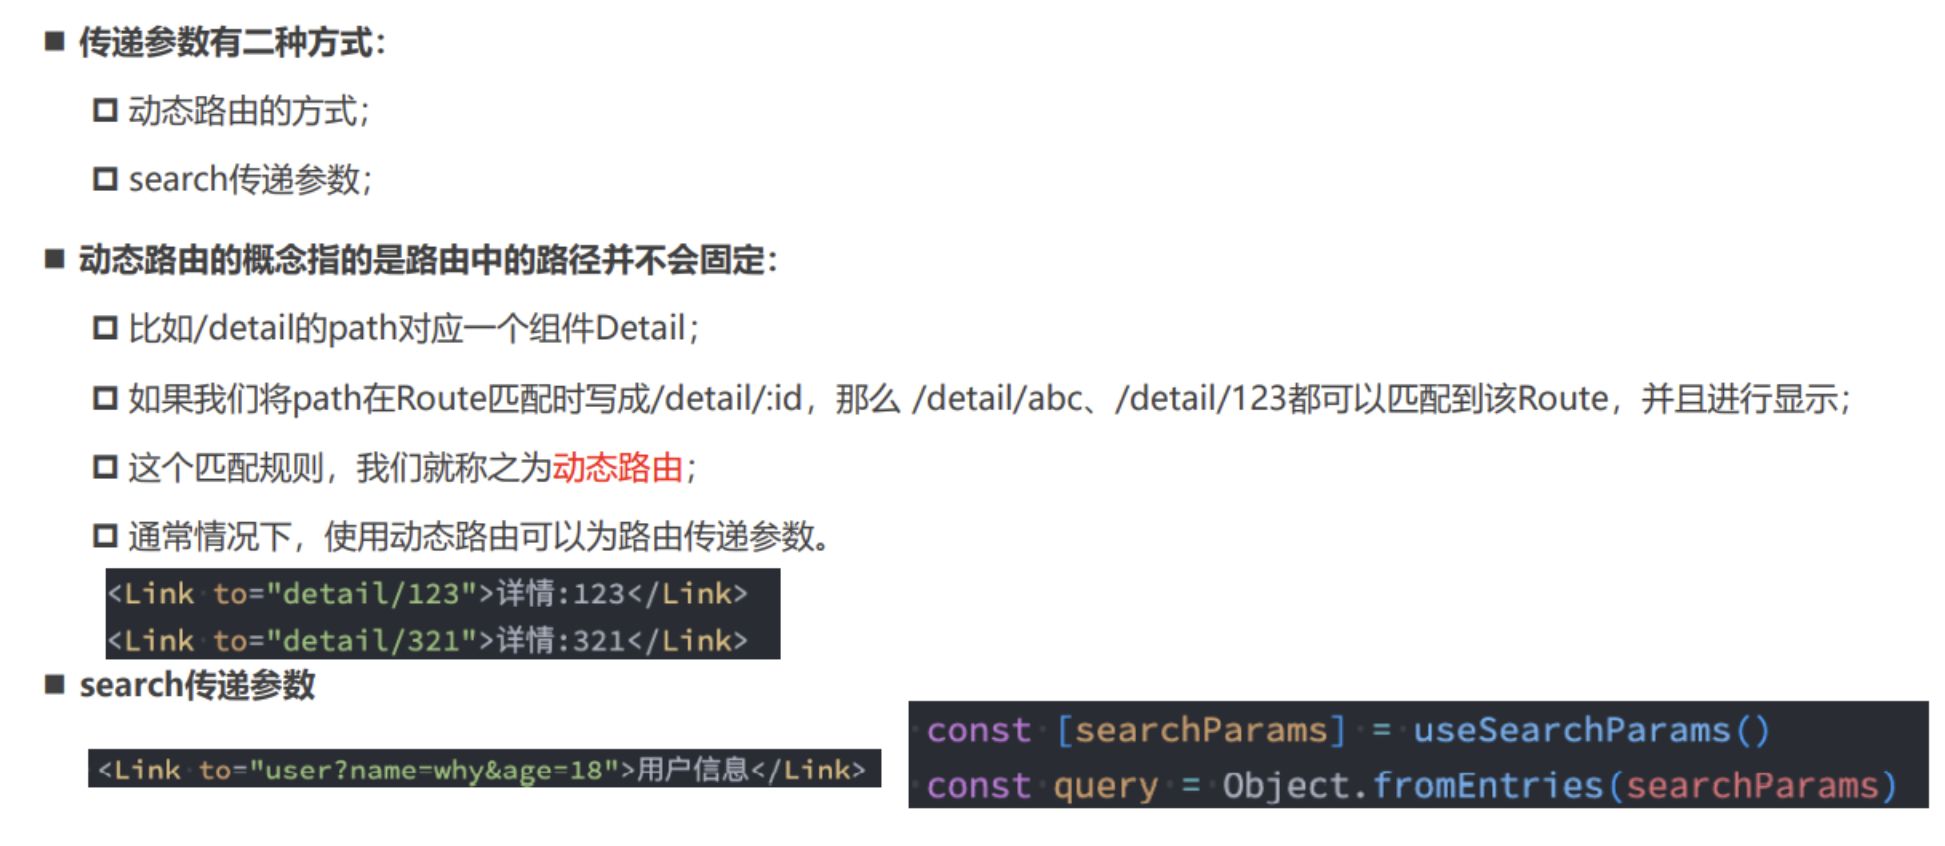 ■ 传递参数有二种方式：
□ 动态路由的方式；
□ search传递参数；
■ 动态路由的概念指的是路由中的路径并不会固定：
□ 比如/detail的path对应一个组件Detail；
□ 如果我们将path在Route匹配时写成/detail/:id，那么 /detail/abc、/detail/123都可以匹配到该Route，并且进行显示；
□ 这个匹配规则，我们就称之为动态路由；
□ 通常情况下，使用动态路由可以为路由传递参数。
<Link to="detail/123">详情:123</Link>
<Link to="detail/321">详情:321</Link>
■ search传递参数
<Link to="user?name=why&age=18">用户信息</Link>
const [searchParams] = useSearchParams()
const query = Object.fromEntries(searchParams)